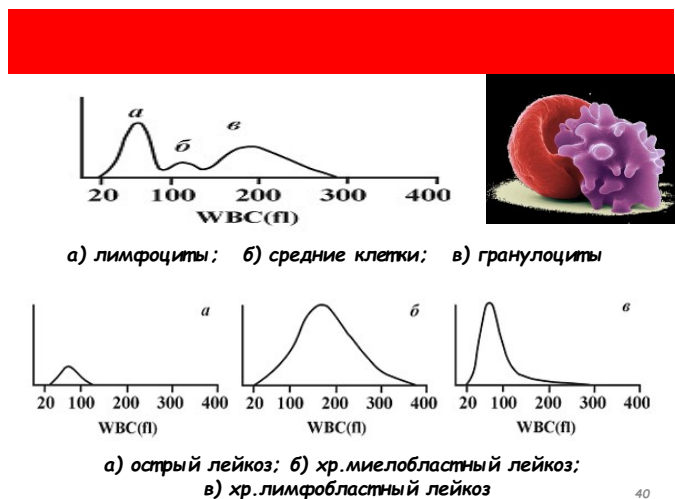 а б в
20 100 200 300 400
WBC(fl)
а) лимфоциты; б) средние клетки; в) гранулоциты
а б в
20 100 200 300 400 20 100 200 300 400 20 100 200 300 400
WBC(fl) WBC(fl) WBC(fl)
а) острый лейкоз; б) хр.миелобластный лейкоз;
в) хр.лимфобластный лейкоз
40